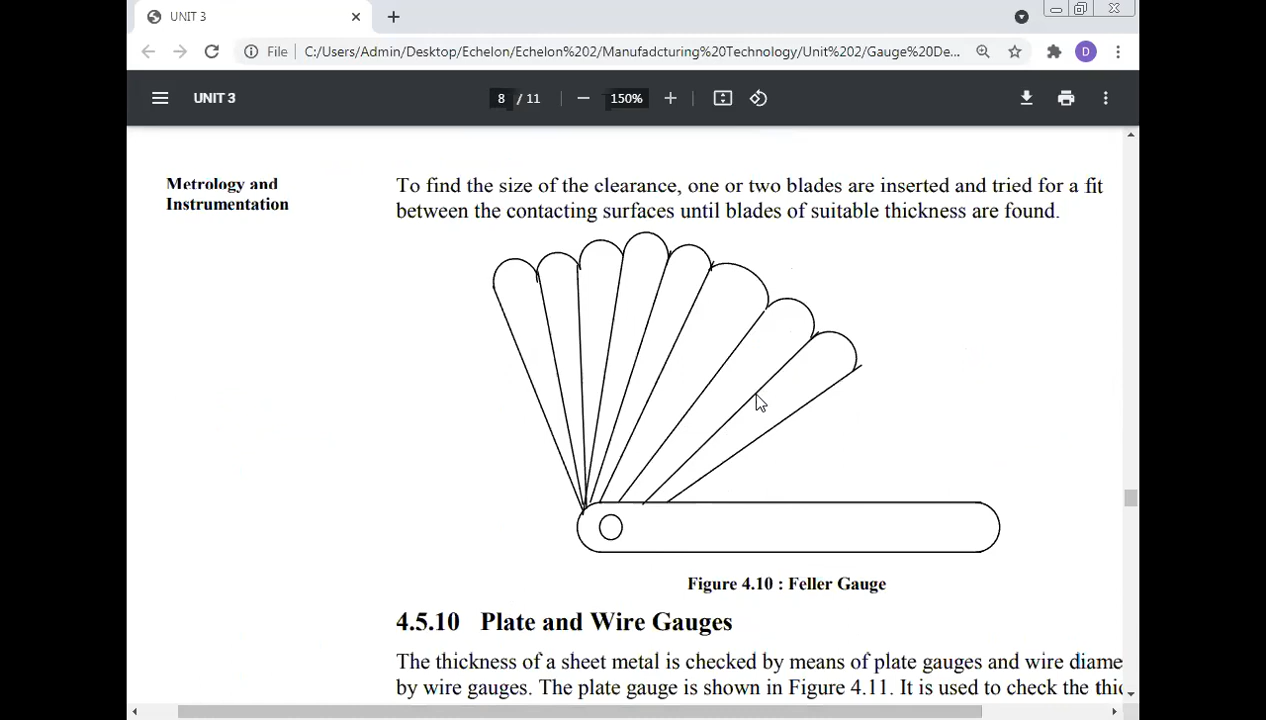 UNIT 3
File C:/Users/Admin/Desktop/Echelon/Echelon%202/Manufadcturing%20Technology/Unit%202/Gauge%20De...
D
UNIT 3
8 / 11
150%
Metrology and
Instrumentation
To find the size of the clearance, one or two blades are inserted and tried for a fit
between the contacting surfaces until blades of suitable thickness are found.
Figure 4.10 : Feller Gauge
4.5.10 Plate and Wire Gauges
The thickness of a sheet metal is checked by means of plate gauges and wire diame
by wire gauges. The plate gauge is shown in Figure 4.11. It is used to check the thic